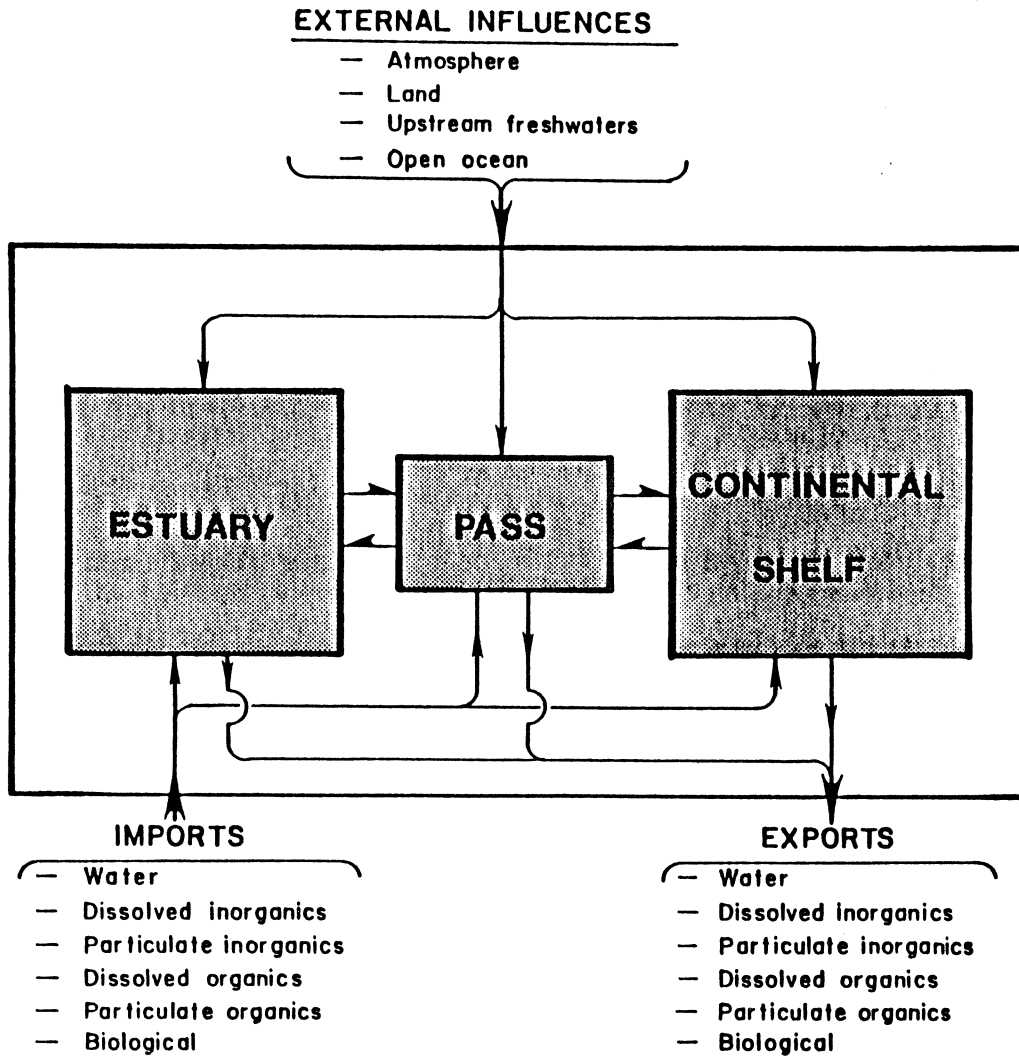 EXTERNAL INFLUENCES
— Atmosphere
— Land
— Upstream freshwaters
— Open ocean
ESTUARY
PASS
CONTINENTAL
SHELF
IMPORTS
— Water
— Dissolved inorganics
— Particulate inorganics
— Dissolved organics
— Particulate organics
— Biological
EXPORTS
— Water
— Dissolved inorganics
— Particulate inorganics
— Dissolved organics
— Particulate organics
— Biological